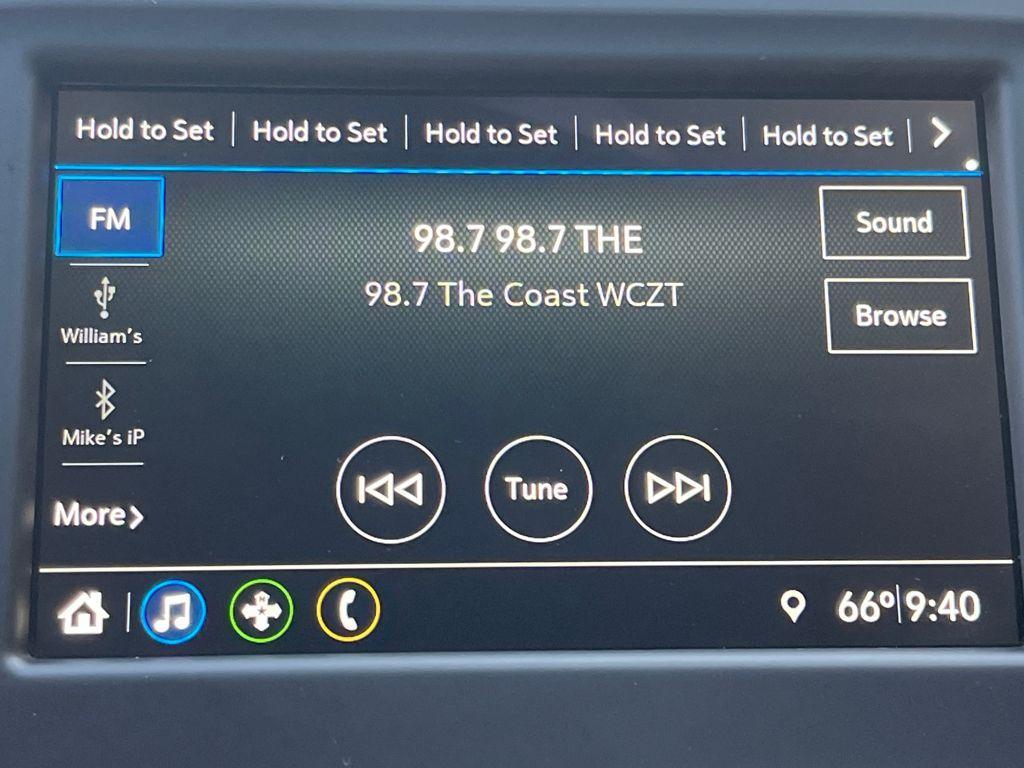 Hold to Set Hold to Set Hold to Set Hold to Set Hold to Set
FM
98.7 98.7 THE
98.7 The Coast WCZT
Sound
Browse
William's
Mike's iP
More
Tune
66° 9:40